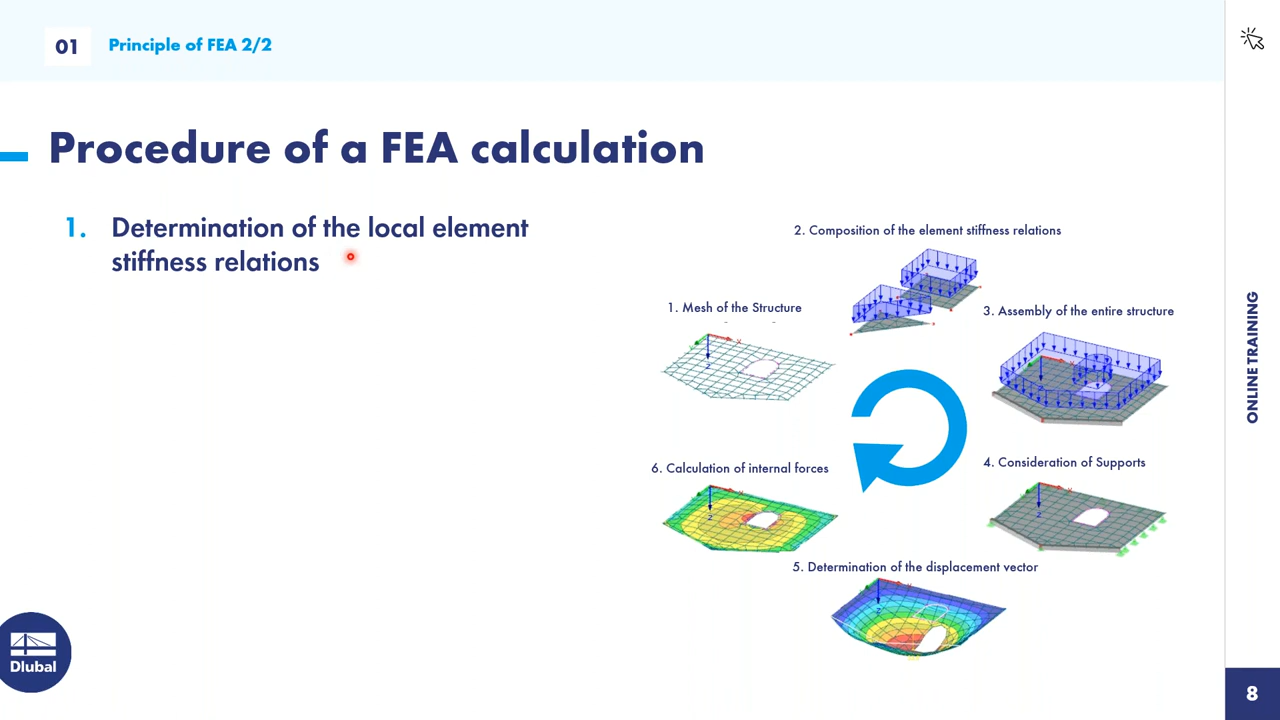 01
Principle of FEA 2/2
Procedure of a FEA calculation
1. Determination of the local element
stiffness relations
2. Composition of the element stiffness relations
1. Mesh of the Structure
3. Assembly of the entire structure
6. Calculation of internal forces
4. Consideration of Supports
5. Determination of the displacement vector
ONLINE TRAINING
Dlubal
8